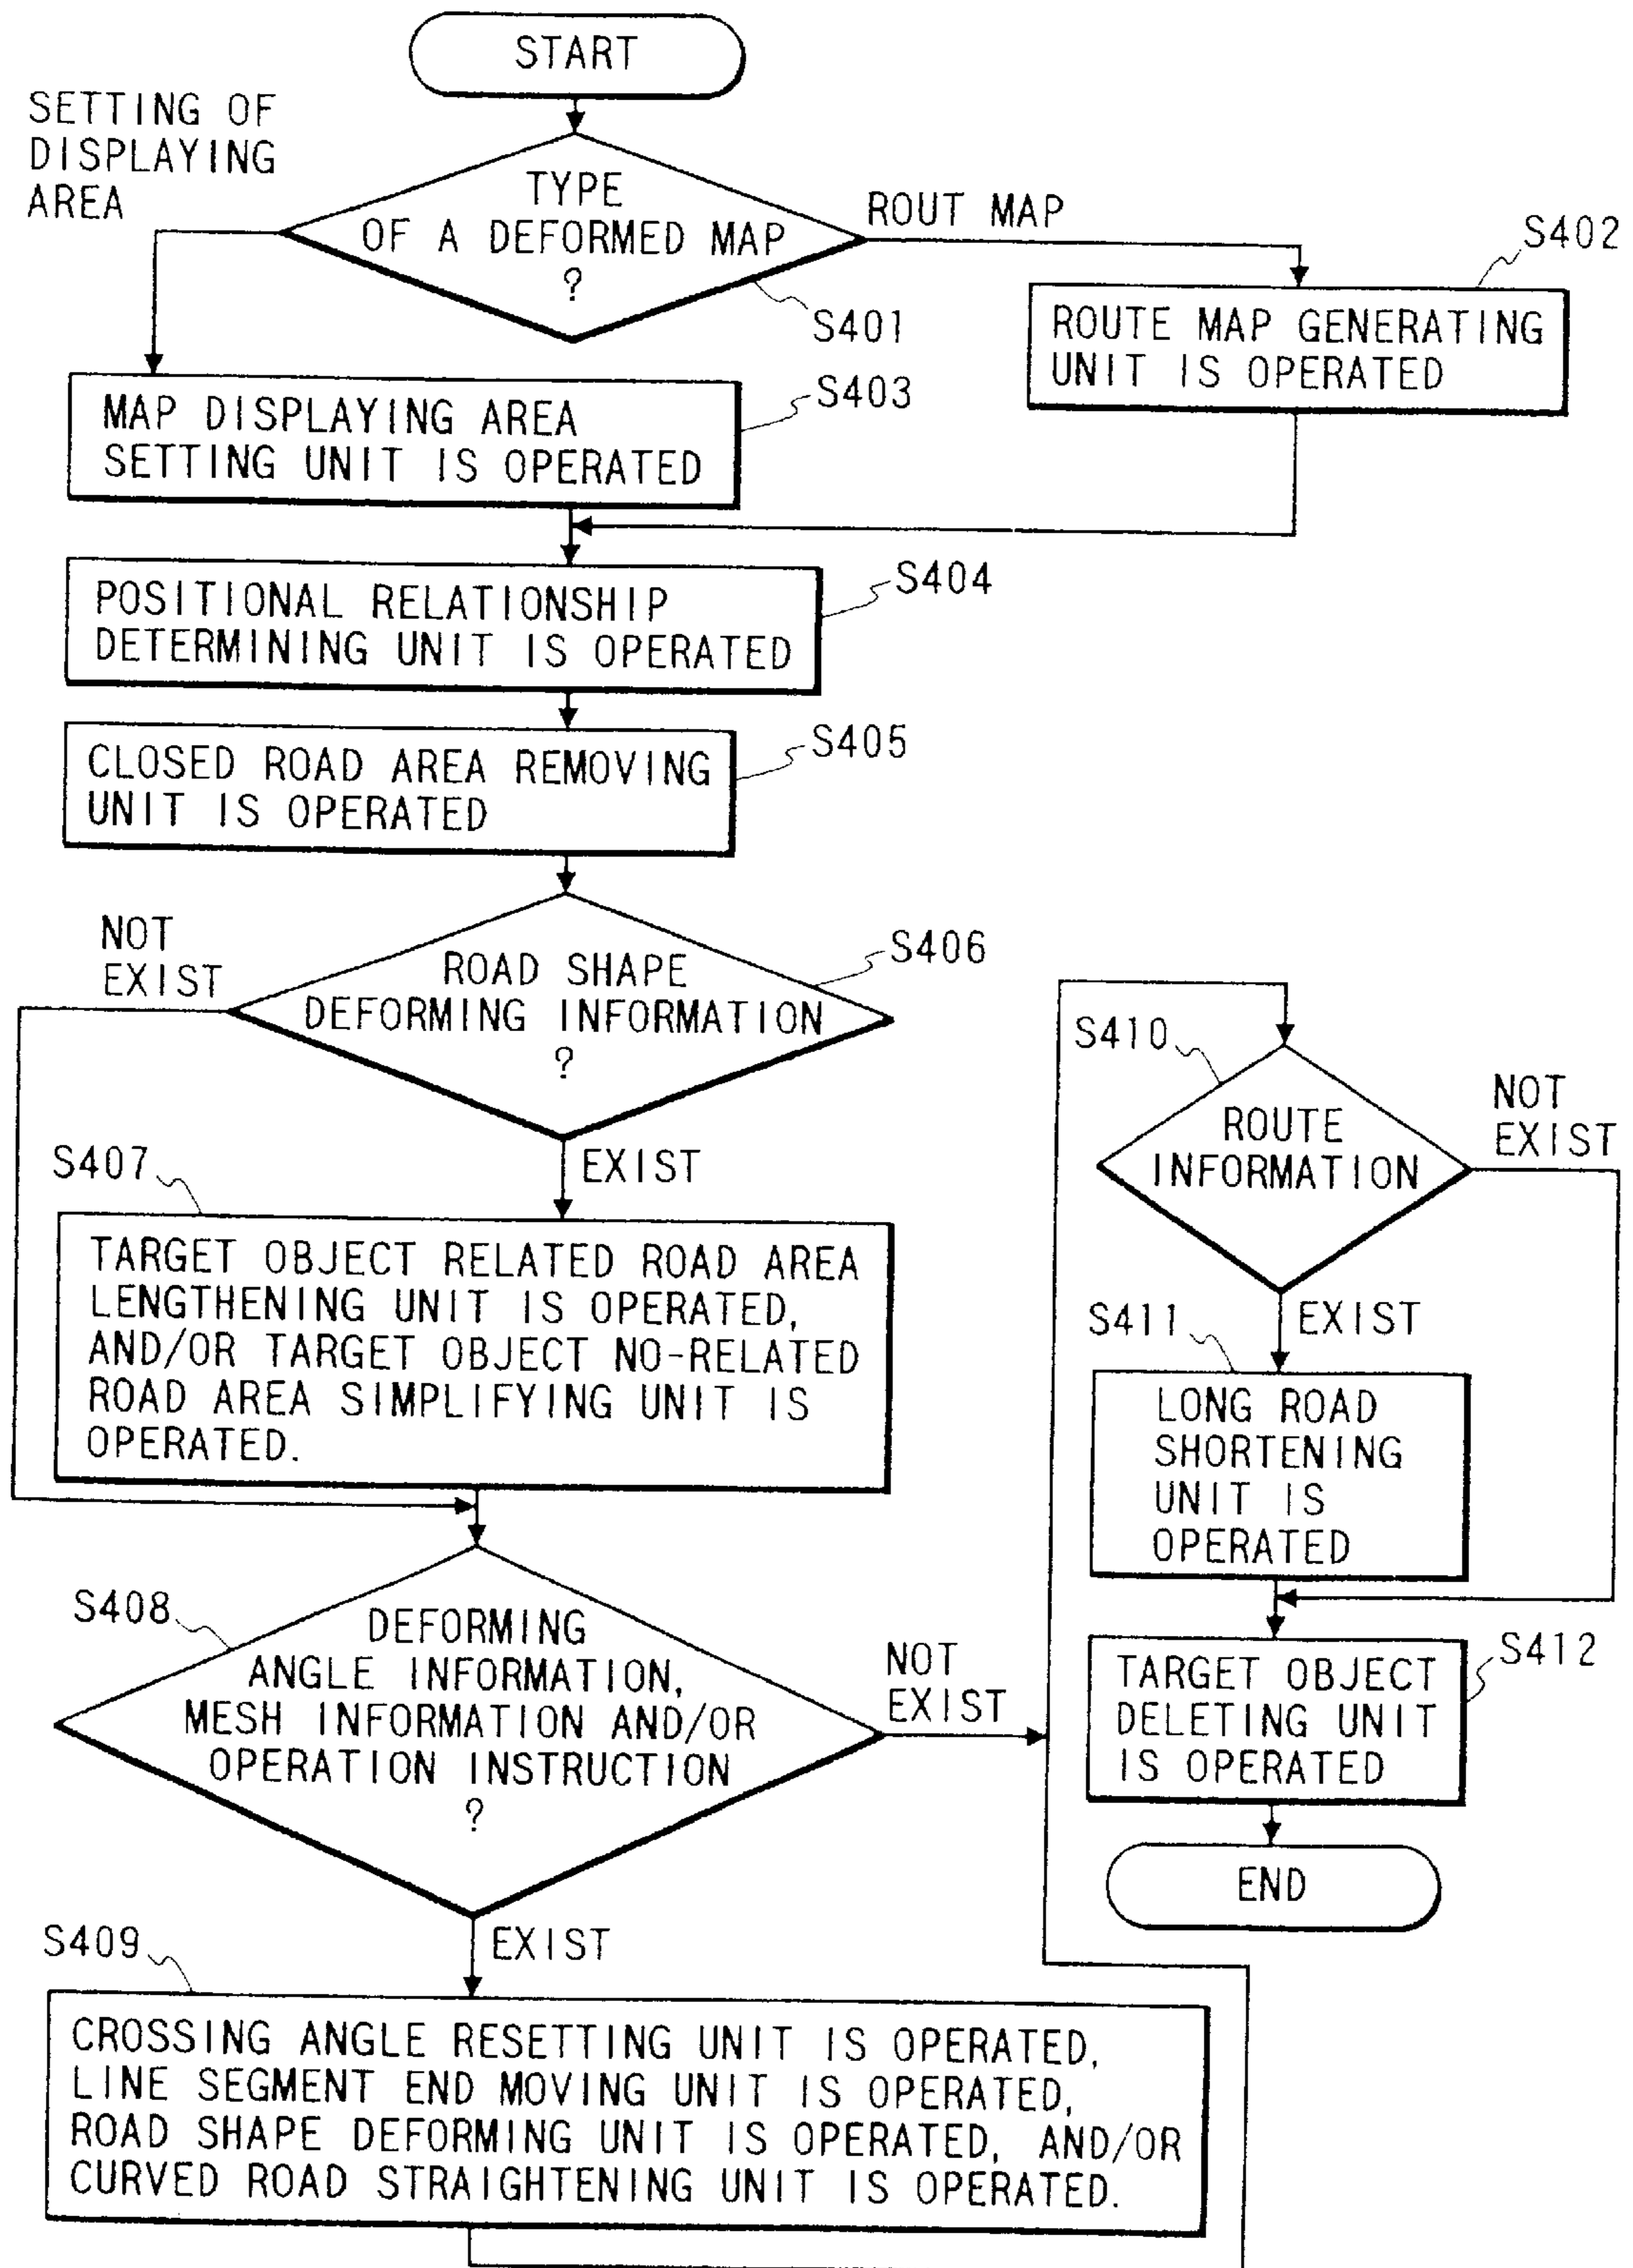 START
SETTING OF
DISPLAYING
AREA
TYPE
OF A DEFORMED MAP
?
ROUT MAP
S401
S402
ROUTE MAP GENERATING
UNIT IS OPERATED
S403
MAP DISPLAYING AREA
SETTING UNIT IS OPERATED
S404
POSITIONAL RELATIONSHIP
DETERMINING UNIT IS OPERATED
S405
CLOSED ROAD AREA REMOVING
UNIT IS OPERATED
NOT
EXIST
S406
ROAD SHAPE
DEFORMING INFORMATION
?
EXIST
S407
TARGET OBJECT RELATED ROAD AREA
LENGTHENING UNIT IS OPERATED,
AND/OR TARGET OBJECT NO-RELATED
ROAD AREA SIMPLIFYING UNIT IS
OPERATED.
S408
DEFORMING
ANGLE INFORMATION,
MESH INFORMATION AND/OR
OPERATION INSTRUCTION
?
NOT
EXIST
EXIST
S409
CROSSING ANGLE RESETTING UNIT IS OPERATED,
LINE SEGMENT END MOVING UNIT IS OPERATED,
ROAD SHAPE DEFORMING UNIT IS OPERATED, AND/OR
CURVED ROAD STRAIGHTENING UNIT IS OPERATED.
S410
ROUTE
INFORMATION
NOT
EXIST
EXIST
S411
LONG ROAD
SHORTENING
UNIT IS
OPERATED
S412
TARGET OBJECT
DELETING UNIT
IS OPERATED
END